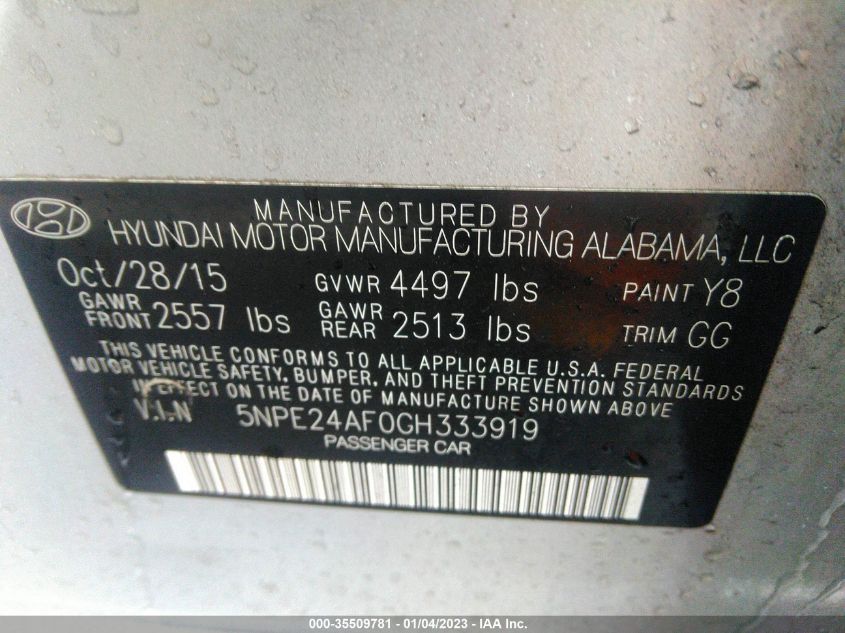 MANUFACTURED BY
HYUNDAI MOTOR MANUFACTURING ALABAMA, LLC
Oct/28/15 GVWR 4497 lbs PAINT Y8
GAWR FRONT 2557 lbs GAWR REAR 2513 lbs TRIM GG
THIS VEHICLE CONFORMS TO ALL APPLICABLE U.S.A. FEDERAL
MOTOR VEHICLE SAFETY, BUMPER, AND THEFT PREVENTION STANDARDS
IN EFFECT ON THE DATE OF MANUFACTURE SHOWN ABOVE
V.I.N 5NPE24AF0GH333919
PASSENGER CAR
000-35509781 - 01/04/2023 - IAA Inc.